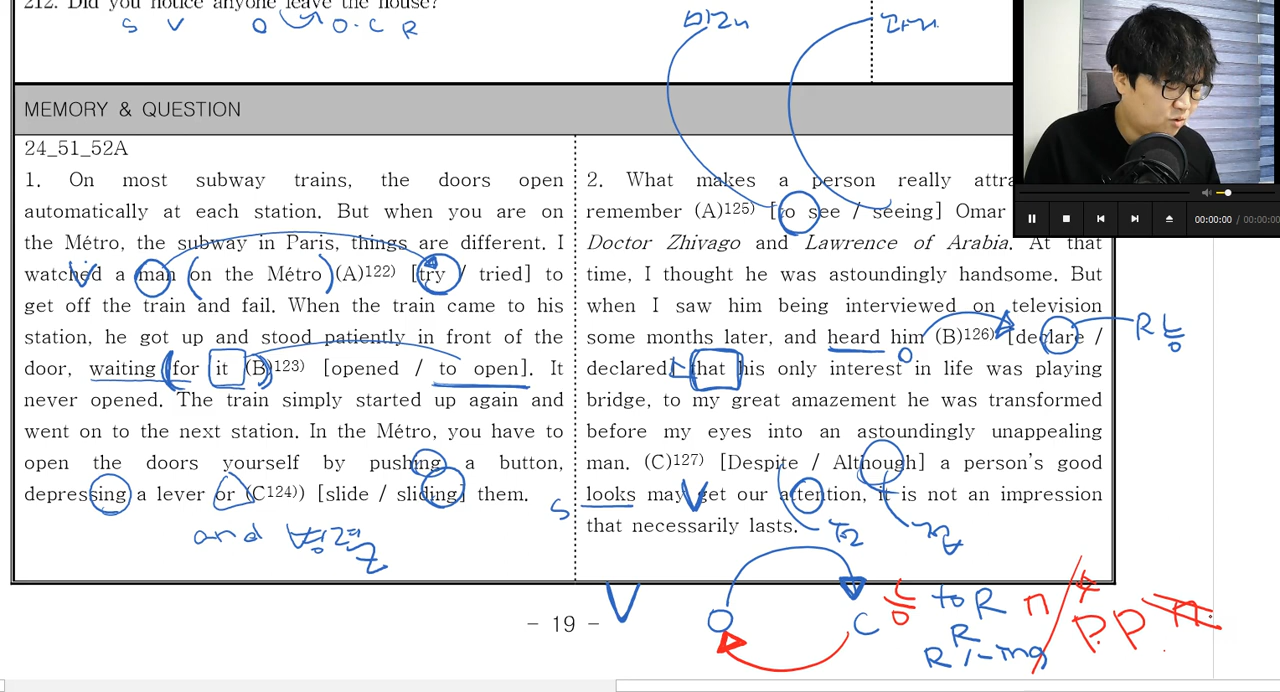 212. Did you notice anyone leave the house?
S V O O.C R
MEMORY & QUESTION
24_51_52A
1. On most subway trains, the doors open
automatically at each station. But when you are on
the Métro, the subway in Paris, things are different. I
watched a man (on the Métro) (A)122) [try / tried] to
get off the train and fail. When the train came to his
station, he got up and stood patiently in front of the
door, waiting (for it (B))123) [opened / to open]. It
never opened. The train simply started up again and
went on to the next station. In the Métro, you have to
open the doors yourself by pushing a button,
depressing a lever or (C124)) [slide / sliding] them.
and
2. What makes a person really
remember (A)125) [to see / seeing] Omar
Doctor Zhivago and Lawrence of Arabia. At that
time, I thought he was astoundingly handsome. But
when I saw him being interviewed on television
some months later, and heard him (B)126) [declare /
declared] that his only interest in life was playing
bridge, to my great amazement he was transformed
before my eyes into an astoundingly unappealing
man. (C)127) [Despite / Although] a person's good
looks may get our attention, it is not an impression
that necessarily lasts.
R 능
S
V
V
O
C
능
to R
R
R/-ing
P.P
- 19 -
00:00:00 / 00:00:00